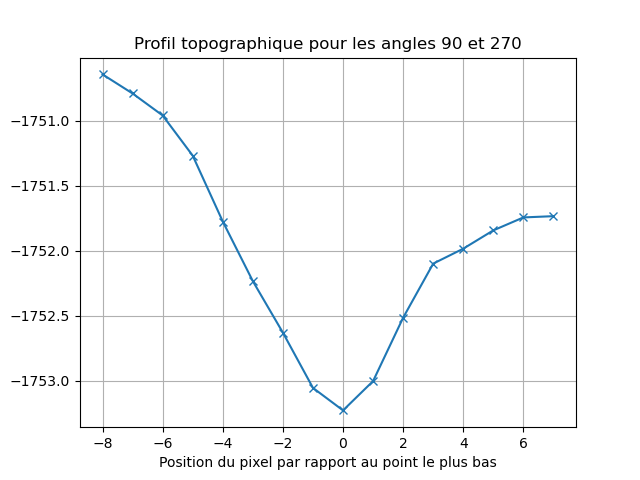 Profil topographique pour les angles 90 et 270
−1751.0
−1751.5
−1752.0
−1752.5
−1753.0
−8 −6 −4 −2 0 2 4 6
Position du pixel par rapport au point le plus bas